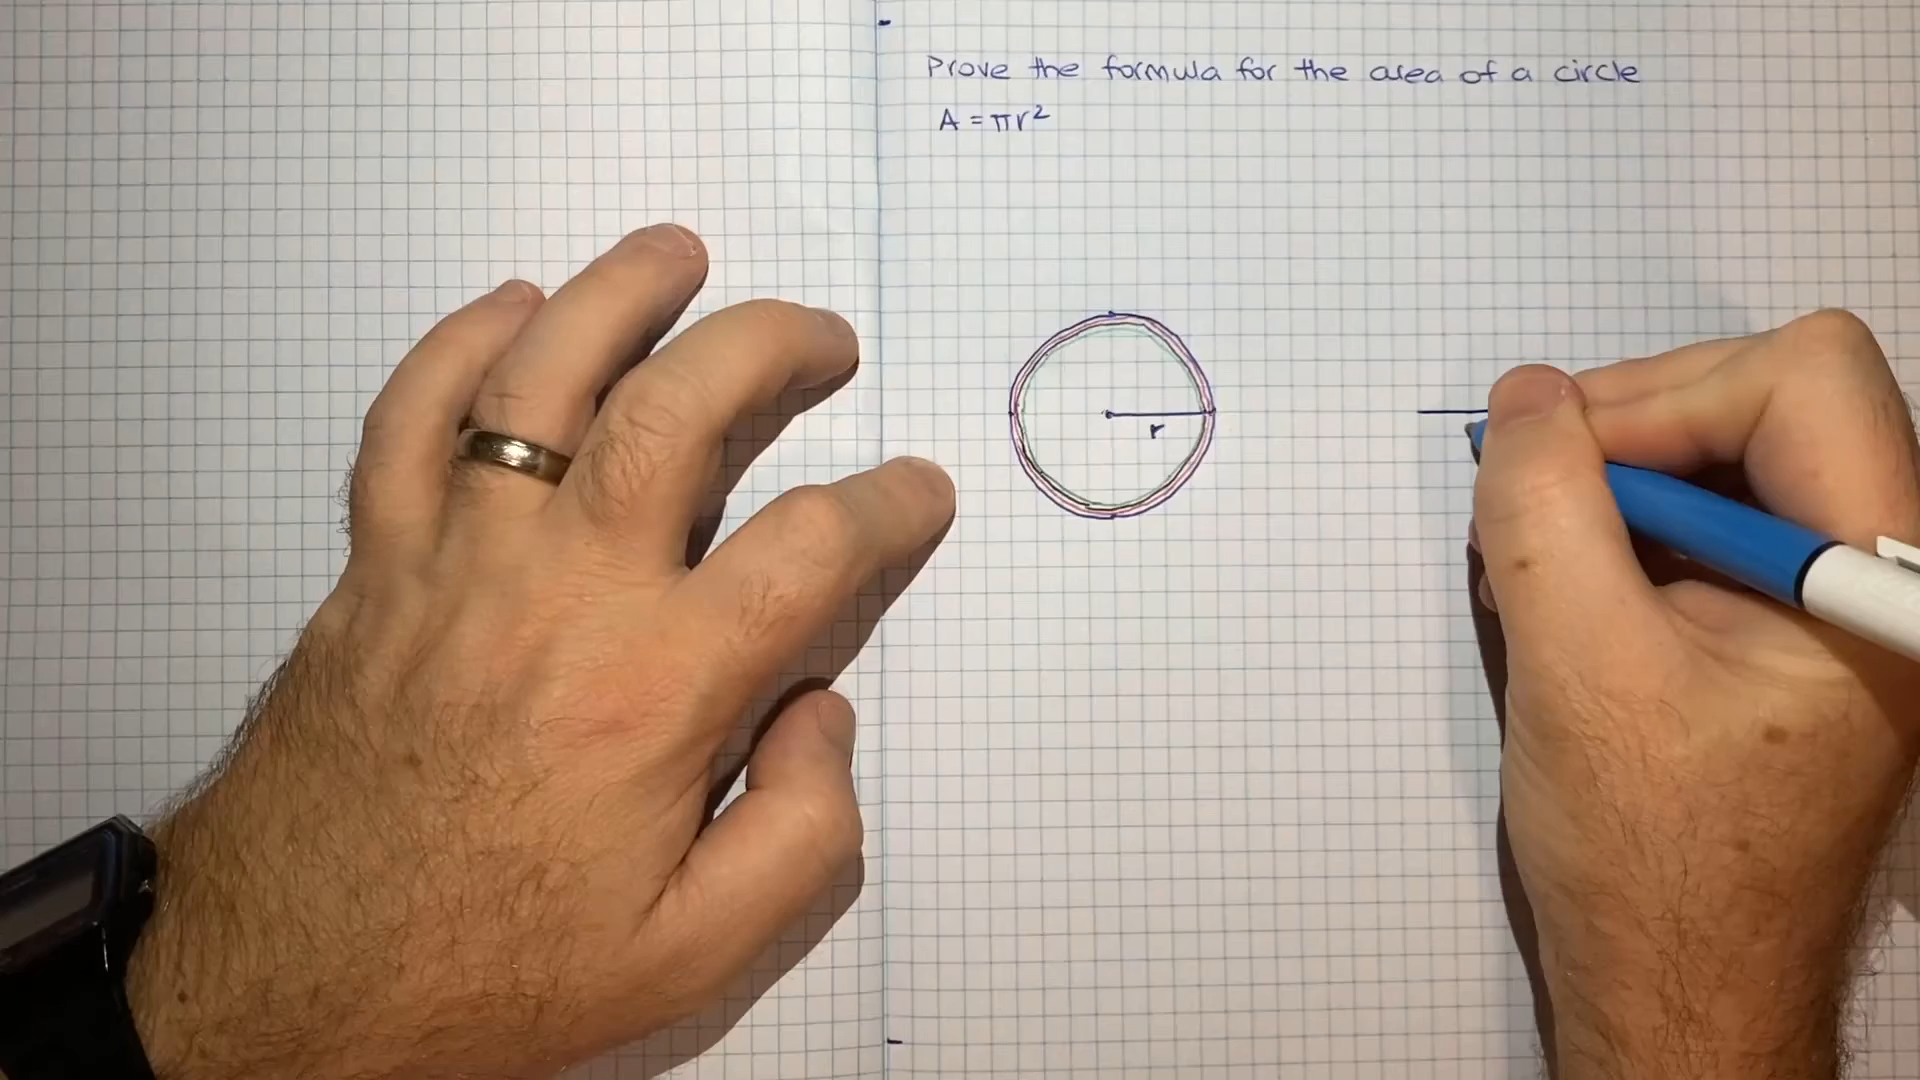 Prove the formula for the area of a circle
A = πr²
r